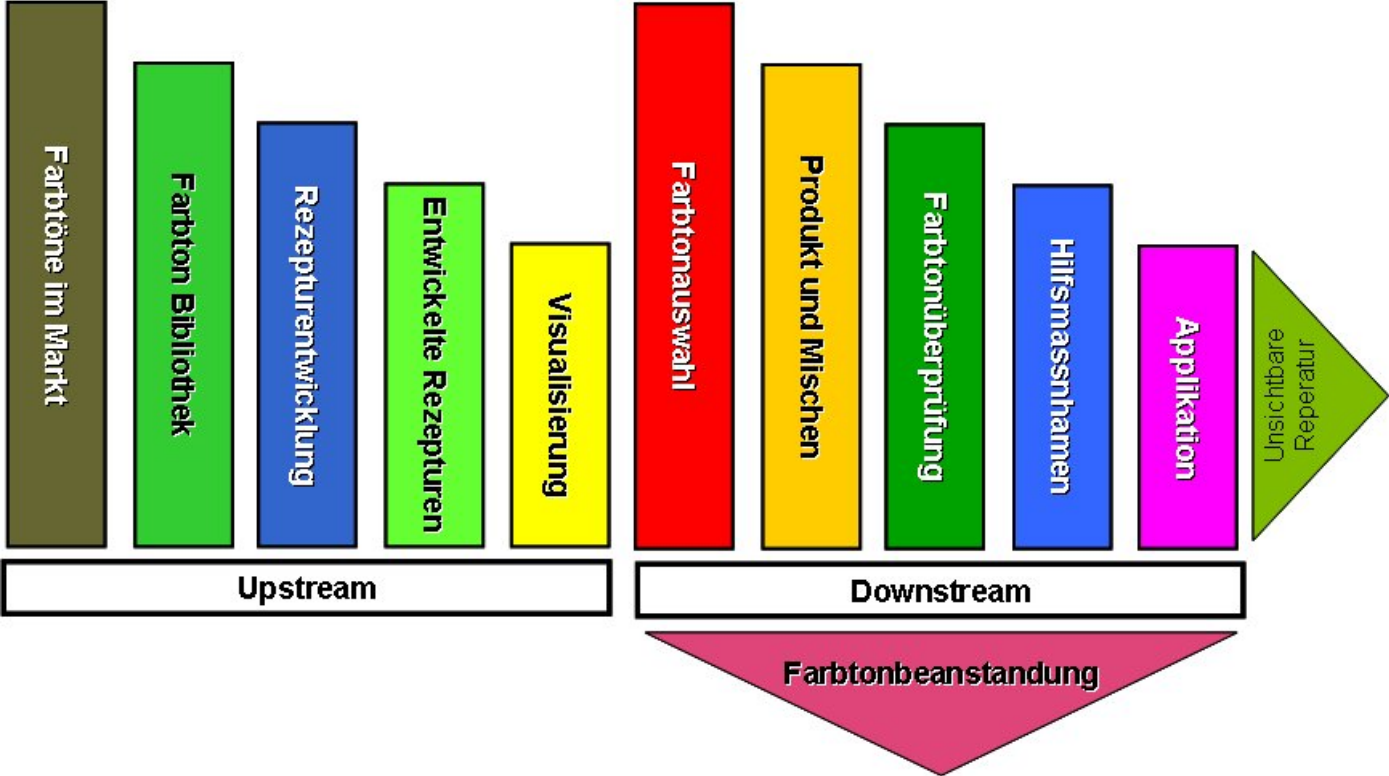 Farbtöne im Markt
Farbton Bibliothek
Rezepturentwicklung
Entwickelte Rezepturen
Visualisierung
Farbtonauswahl
Produkt und Mischen
Farbtonüberprüfung
Hilfsmassnhamen
Applikation
Unsichtbare
Reperatur
Upstream
Downstream
Farbtonbeanstandung